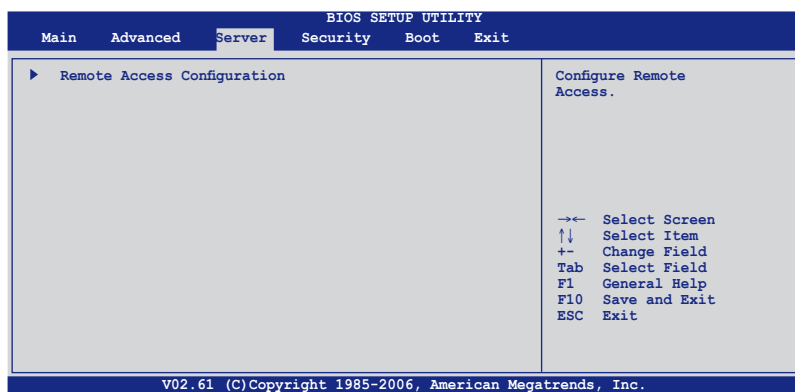 BIOS SETUP UTILITY
Main Advanced Server Security Boot Exit
Remote Access Configuration
Configure Remote
Access.
→← Select Screen
↑↓ Select Item
+- Change Field
Tab Select Field
F1 General Help
F10 Save and Exit
ESC Exit
V02.61 (C)Copyright 1985-2006, American Megatrends, Inc.